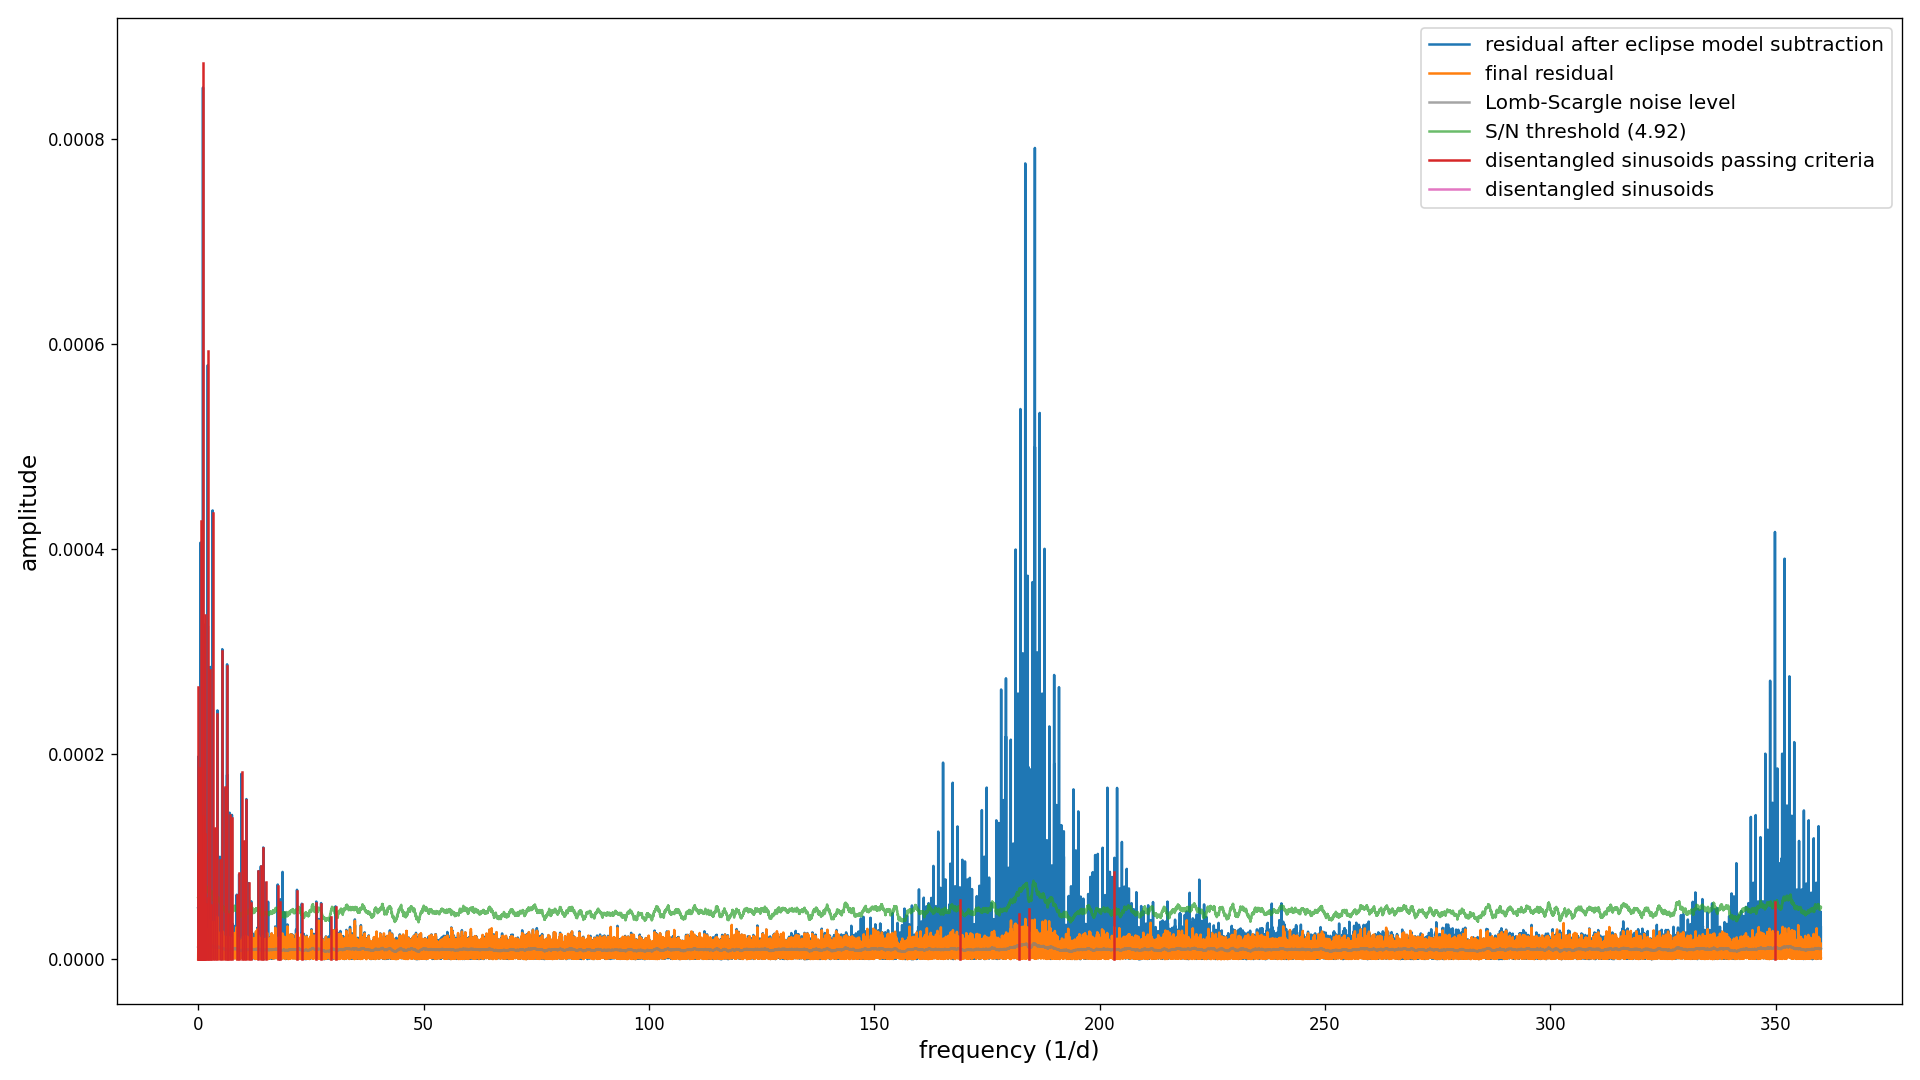 residual after eclipse model subtraction
final residual
Lomb-Scargle noise level
S/N threshold (4.92)
disentangled sinusoids passing criteria
disentangled sinusoids
amplitude
0.0008
0.0006
0.0004
0.0002
0.0000
0 50 100 150 200 250 300 350
frequency (1/d)